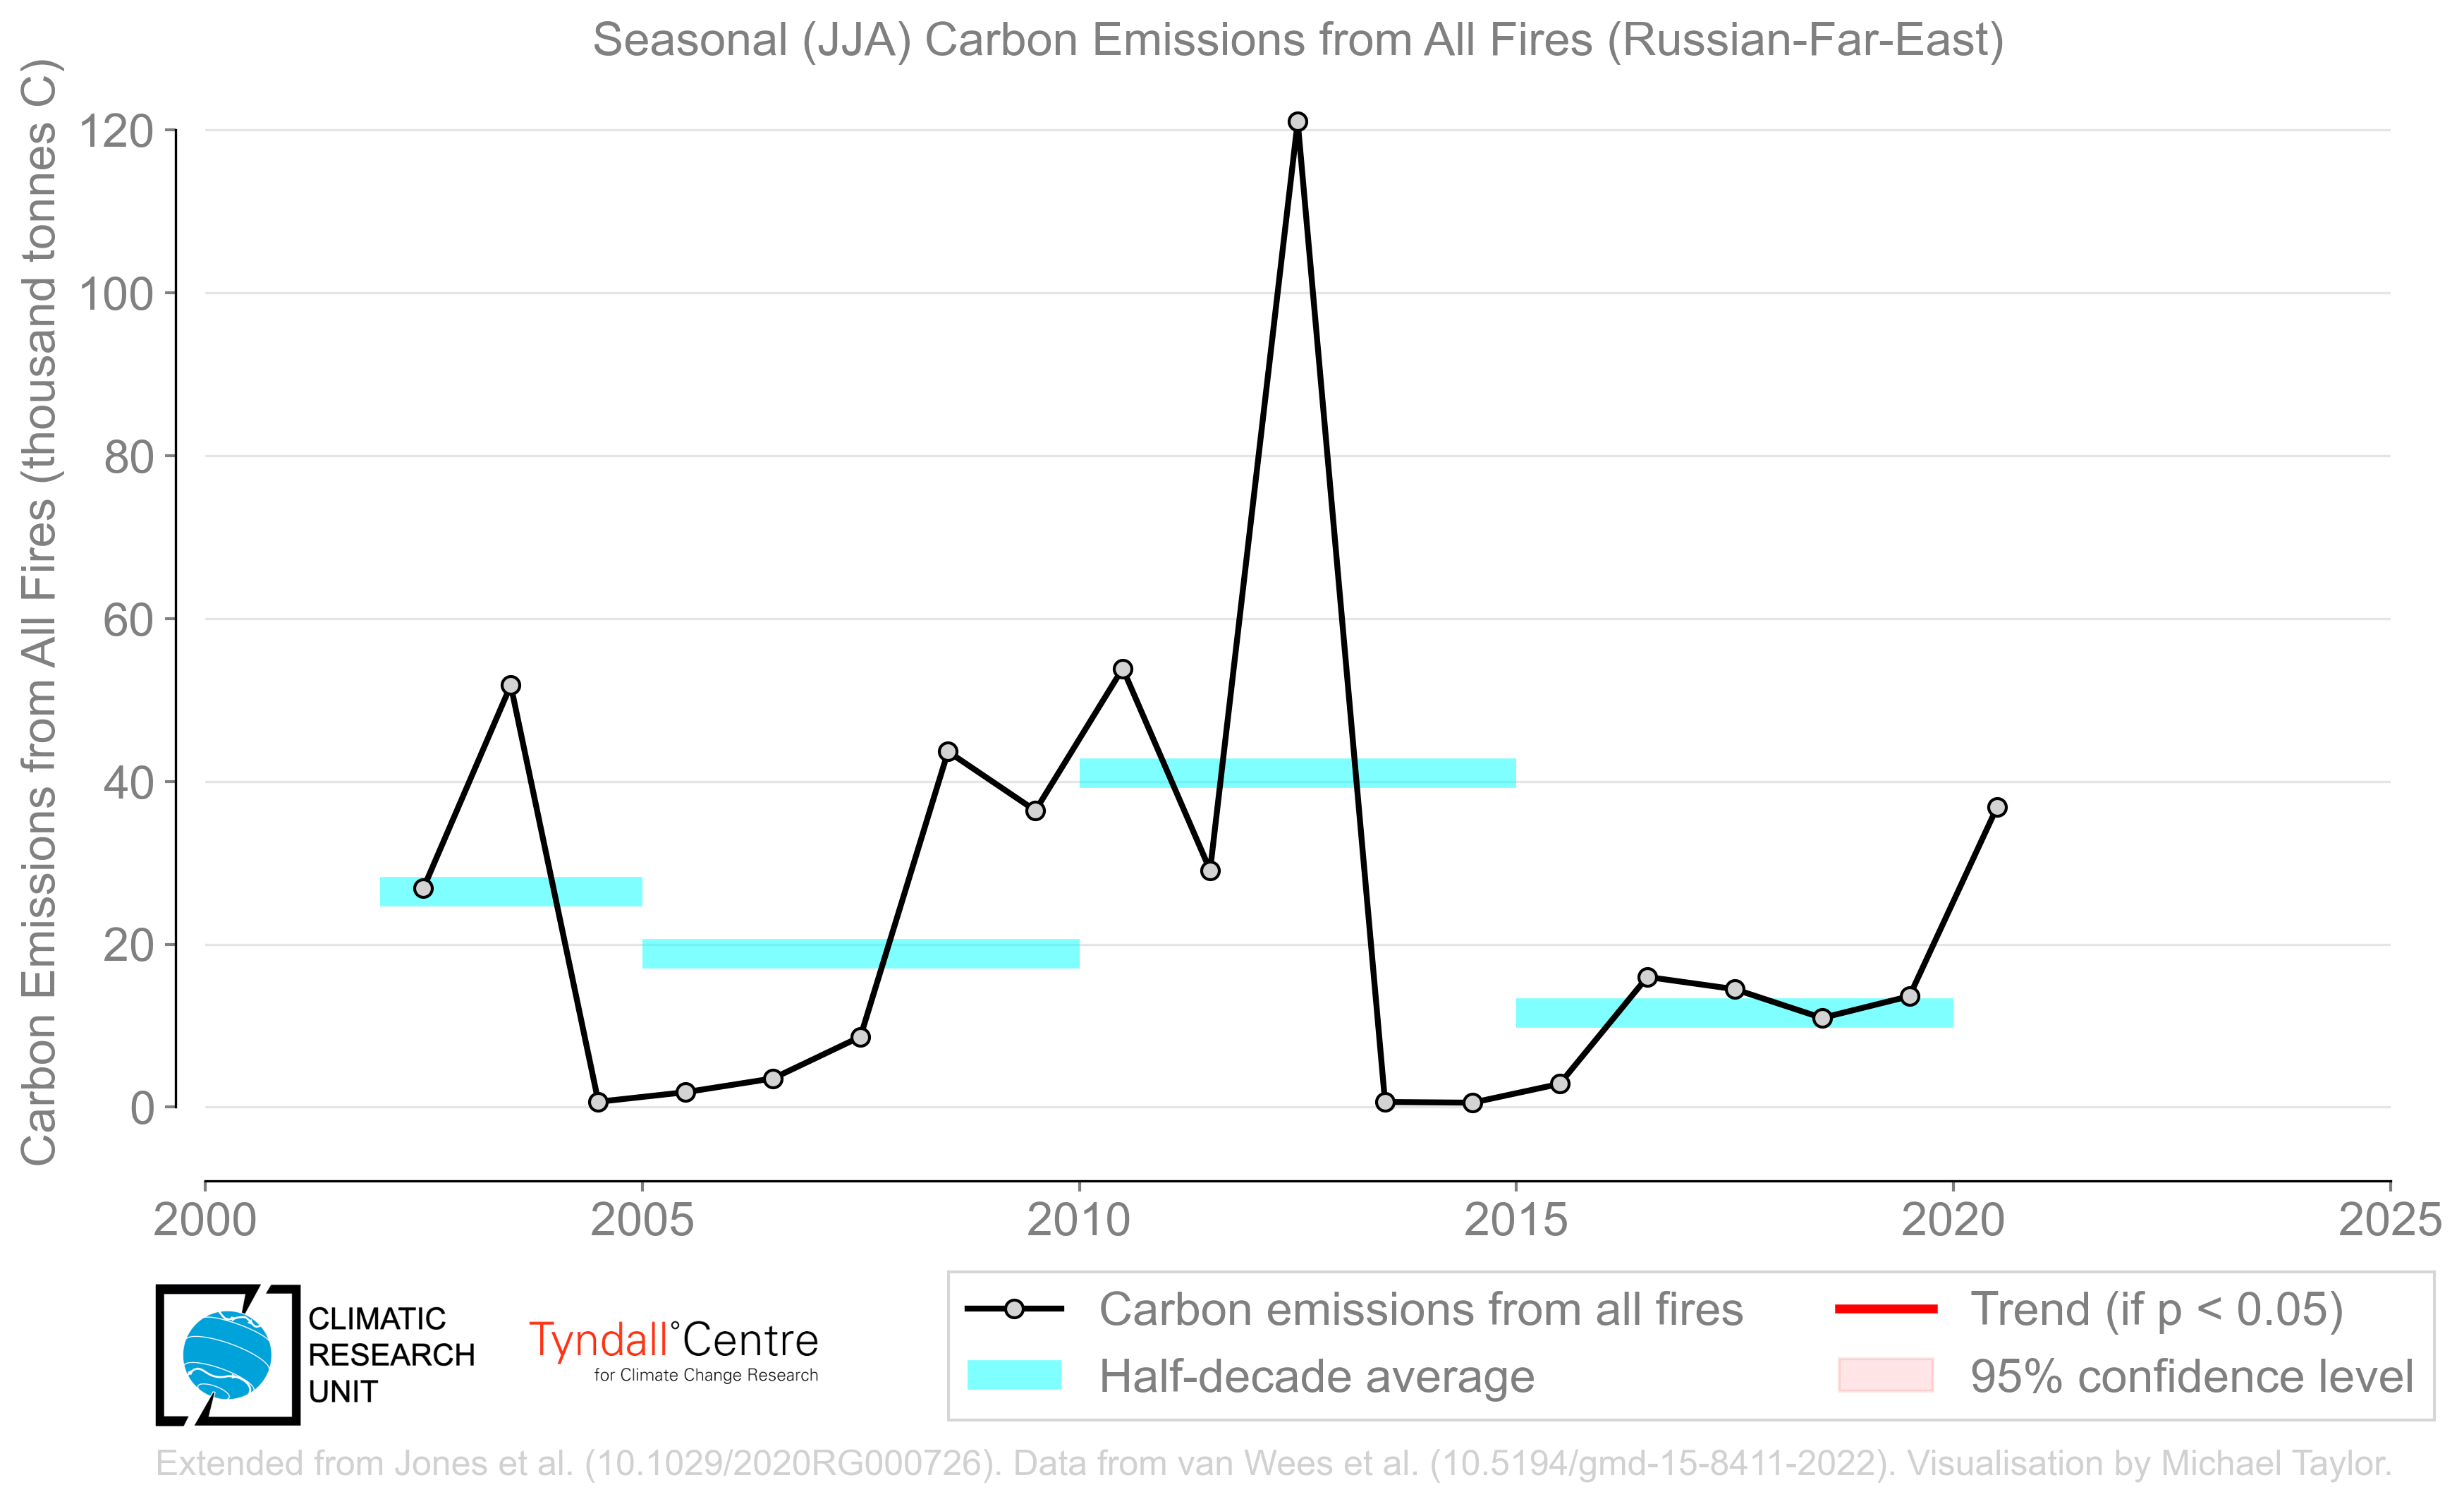 Seasonal (JJA) Carbon Emissions from All Fires (Russian-Far-East)
Carbon Emissions from All Fires (thousand tonnes C)
120
100
80
60
40
20
0
2000 2005 2010 2015 2020 2025
CLIMATIC
RESEARCH
UNIT
Tyndall°Centre
for Climate Change Research
Carbon emissions from all fires
Half-decade average
Trend (if p < 0.05)
95% confidence level
Extended from Jones et al. (10.1029/2020RG000726). Data from van Wees et al. (10.5194/gmd-15-8411-2022). Visualisation by Michael Taylor.